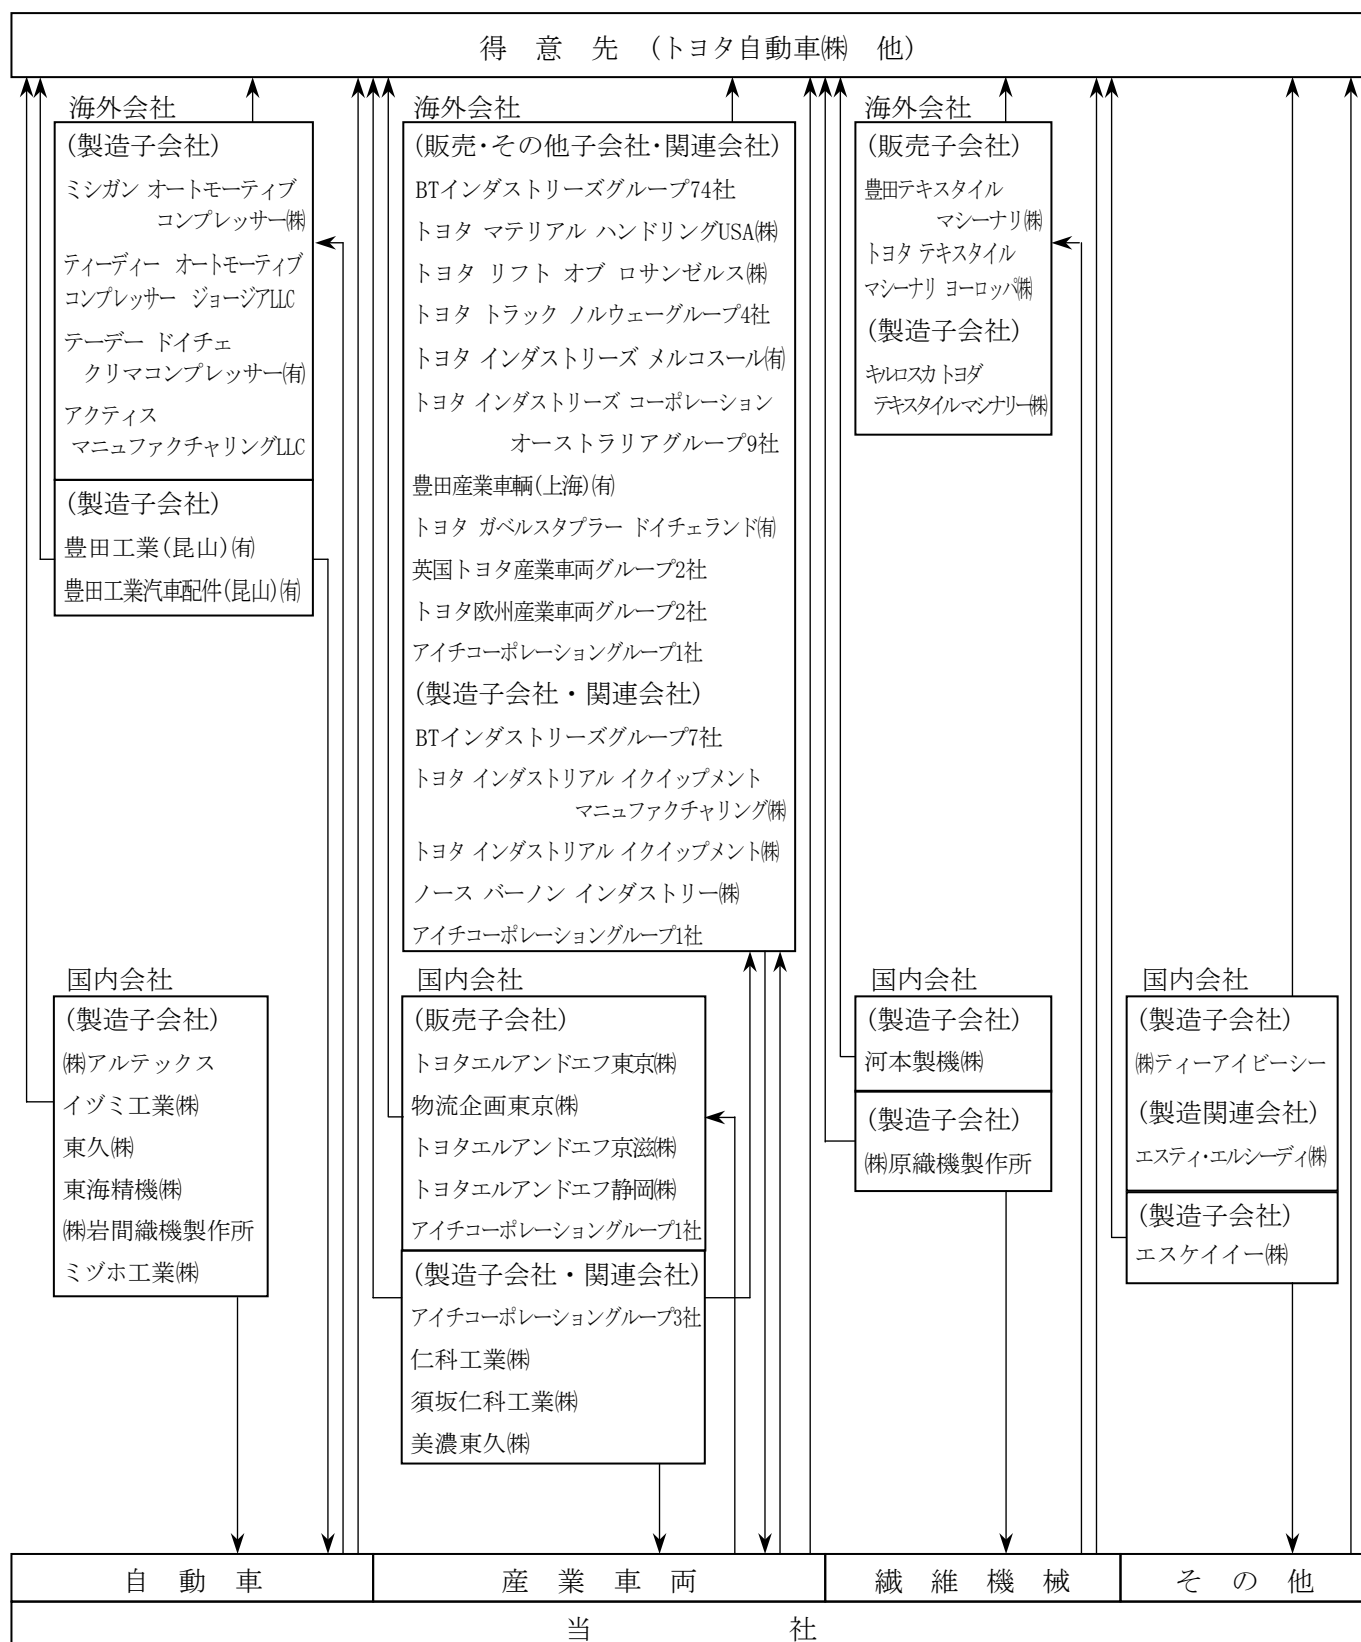 得意先（トヨタ自動車㈱ 他）
海外会社
(製造子会社)
ミシガン オートモーティブ
コンプレッサー㈱
ティーディー オートモーティブ
コンプレッサー ジョージアLLC
テーデー ドイチェ
クリマコンプレッサー㈲
アクティス
マニュファクチャリングLLC
(製造子会社)
豊田工業(昆山)㈲
豊田工業汽車配件(昆山)㈲
国内会社
(製造子会社)
㈱アルテックス
イヅミ工業㈱
東久㈱
東海精機㈱
㈱岩間織機製作所
ミヅホ工業㈱
海外会社
(販売・その他子会社・関連会社)
BTインダストリーズグループ74社
トヨタ マテリアル ハンドリングUSA㈱
トヨタ リフト オブ ロサンゼルス㈱
トヨタ トラック ノルウェーグループ4社
トヨタ インダストリーズ メルコスール㈲
トヨタ インダストリーズ コーポレーション
オーストラリアグループ9社
豊田産業車輌(上海)㈲
トヨタ ガベルスタプラー ドイチェランド㈲
英国トヨタ産業車両グループ2社
トヨタ欧州産業車両グループ2社
アイチコーポレーショングループ1社
(製造子会社・関連会社)
BTインダストリーズグループ7社
トヨタ インダストリアル イクイップメント
マニュファクチャリング㈱
トヨタ インダストリアル イクイップメント㈱
ノース バーノン インダストリー㈱
アイチコーポレーショングループ1社
国内会社
(販売子会社)
トヨタエルアンドエフ東京㈱
物流企画東京㈱
トヨタエルアンドエフ京滋㈱
トヨタエルアンドエフ静岡㈱
アイチコーポレーショングループ1社
(製造子会社・関連会社)
アイチコーポレーショングループ3社
仁科工業㈱
須坂仁科工業㈱
美濃東久㈱
海外会社
(販売子会社)
豊田テキスタイル
マシーナリ㈱
トヨタ テキスタイル
マシーナリ ヨーロッパ㈱
(製造子会社)
キルロスカ トヨダ
テキスタイルマシナリー㈱
国内会社
(製造子会社)
河本製機㈱
(製造子会社)
㈱原織機製作所
国内会社
(製造子会社)
㈱ティーアイビーシー
(製造関連会社)
エスティ・エルシーディ㈱
(製造子会社)
エスケイイー㈱
自動車
産業車両
繊維機械
その他
当社